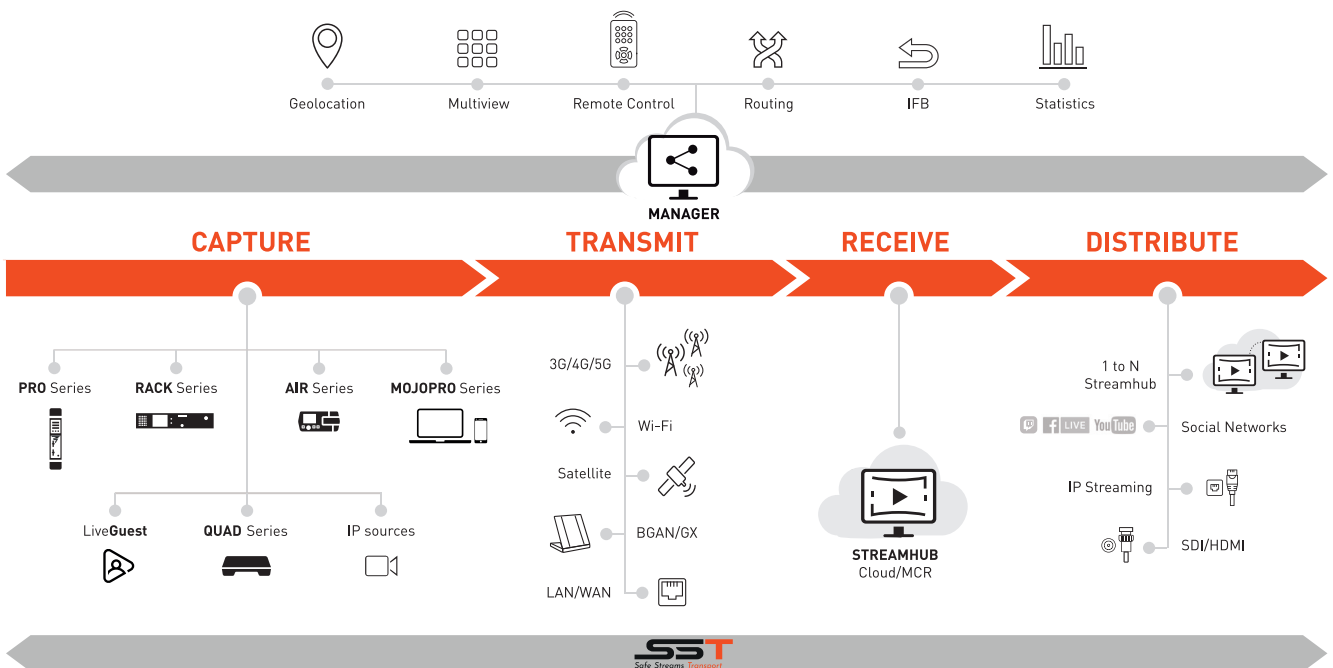 Geolocation
Multiview
Remote Control
Routing
IFB
Statistics
MANAGER
CAPTURE
TRANSMIT
RECEIVE
DISTRIBUTE
PRO Series
RACK Series
AIR Series
MOJOPRO Series
LiveGuest
QUAD Series
IP sources
3G/4G/5G
Wi-Fi
Satellite
BGAN/GX
LAN/WAN
STREAMHUB
Cloud/MCR
1 to N
Streamhub
f LIVE YouTube
Social Networks
IP Streaming
SDI/HDMI
SST
Safe Streams Transport